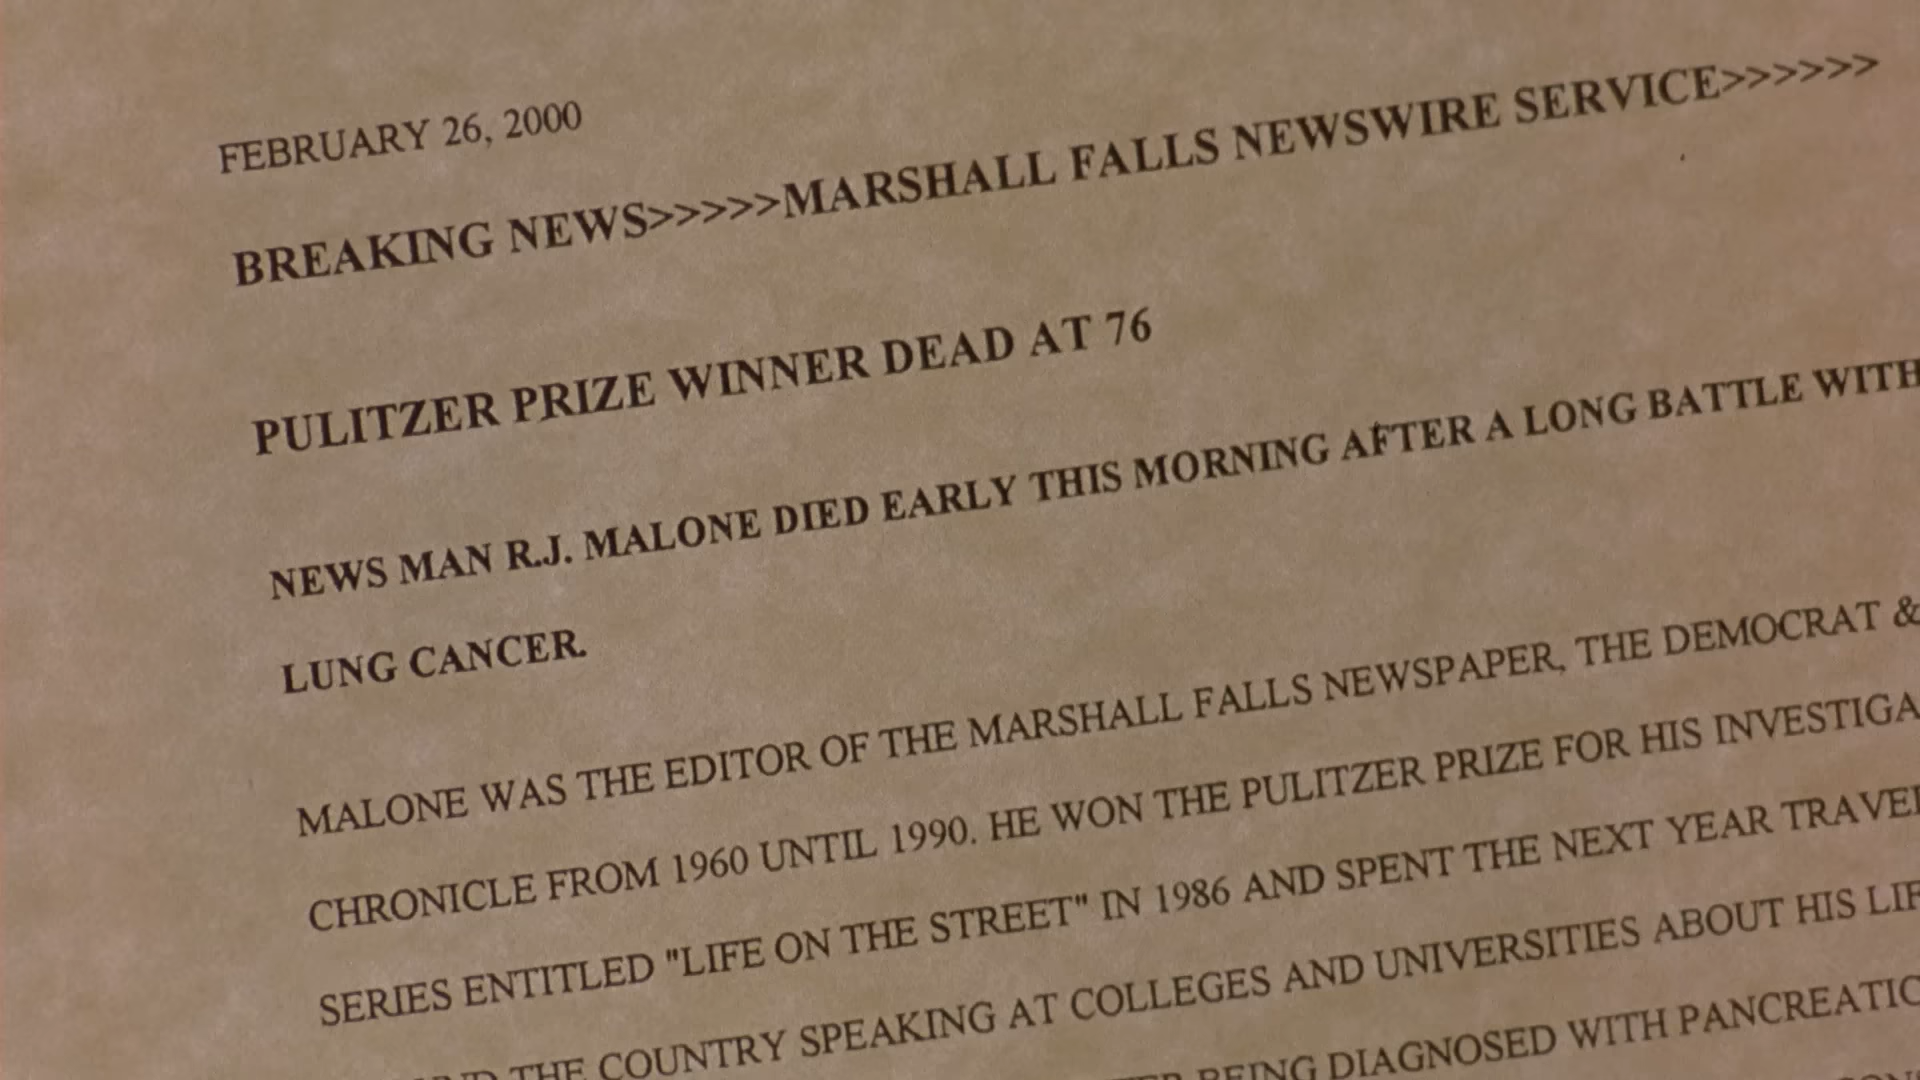 FEBRUARY 26, 2000
BREAKING NEWS>>>>>MARSHALL FALLS NEWSWIRE SERVICE>>>>>>
PULITZER PRIZE WINNER DEAD AT 76
NEWS MAN R.J. MALONE DIED EARLY THIS MORNING AFTER A LONG BATTLE WITH
LUNG CANCER.
MALONE WAS THE EDITOR OF THE MARSHALL FALLS NEWSPAPER, THE DEMOCRAT &
CHRONICLE FROM 1960 UNTIL 1990. HE WON THE PULITZER PRIZE FOR HIS INVESTIGA
SERIES ENTITLED "LIFE ON THE STREET" IN 1986 AND SPENT THE NEXT YEAR TRAVEL
THE COUNTRY SPEAKING AT COLLEGES AND UNIVERSITIES ABOUT HIS LIF
BEING DIAGNOSED WITH PANCREATIC